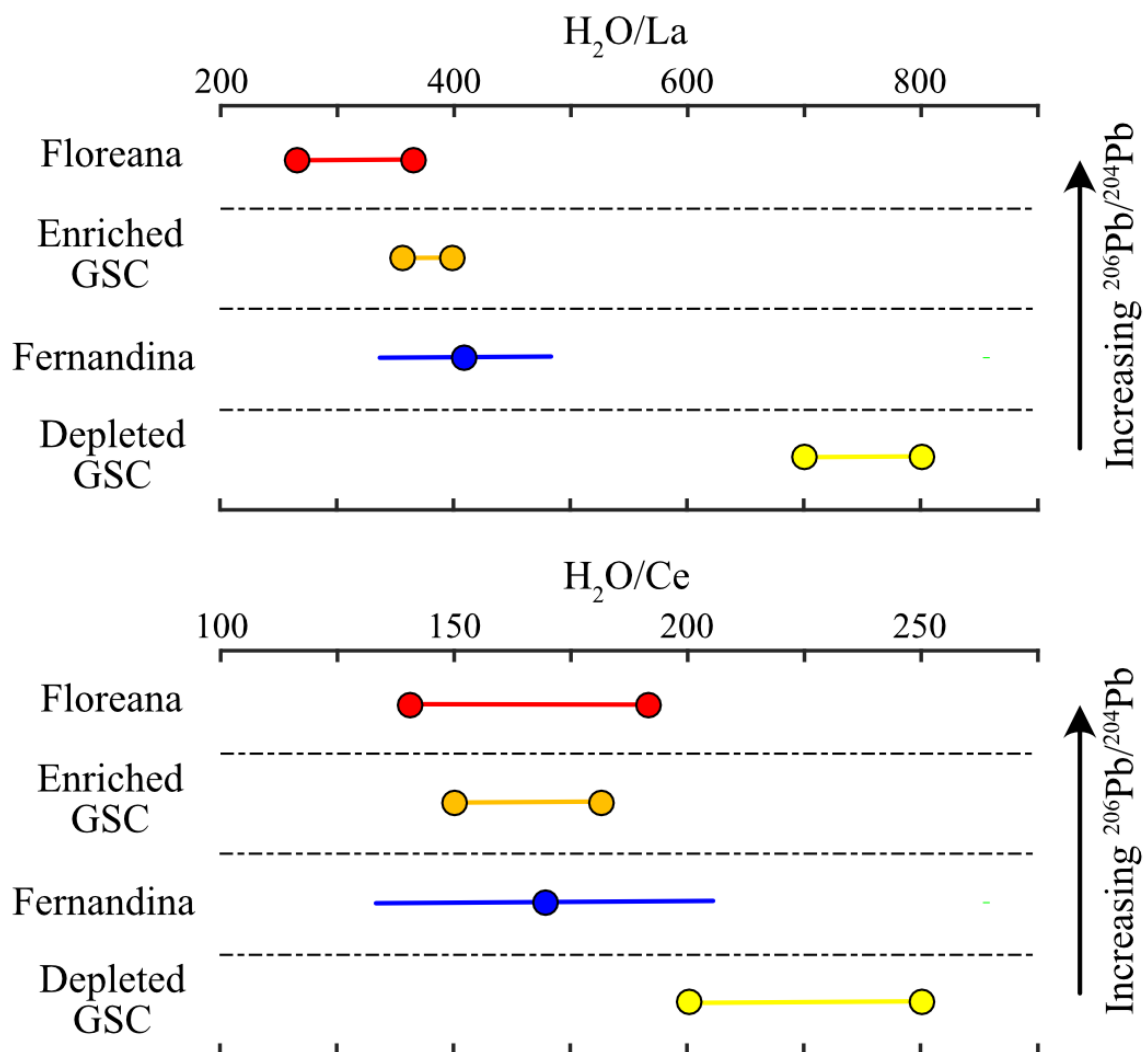 H₂O/La
200 400 600 800
Floreana
Enriched
GSC
Fernandina
Depleted
GSC
Increasing ²⁰⁶Pb/²⁰⁴Pb
H₂O/Ce
100 150 200 250
Floreana
Enriched
GSC
Fernandina
Depleted
GSC
Increasing ²⁰⁶Pb/²⁰⁴Pb